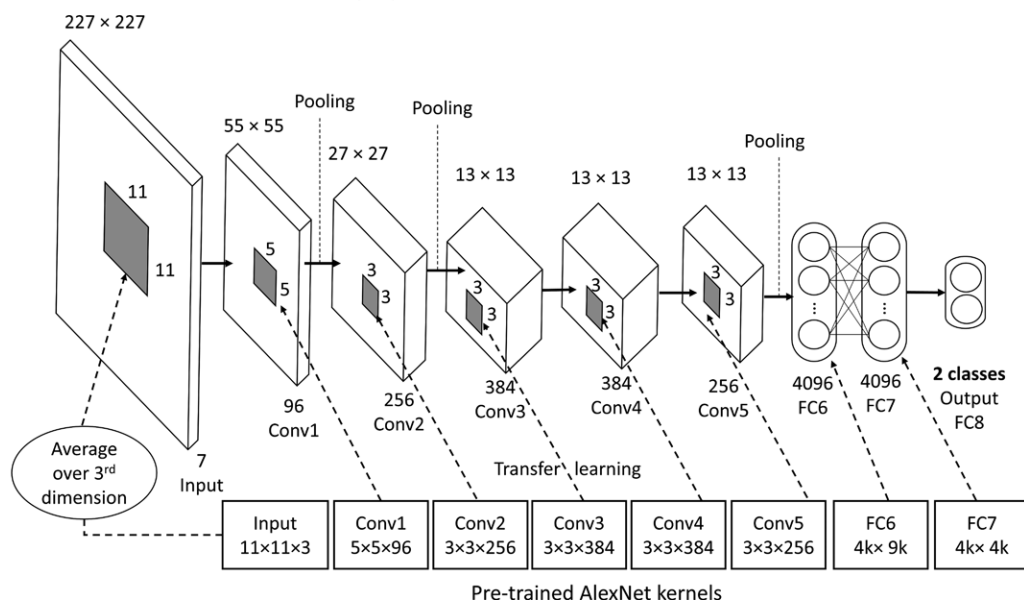 227 × 227
11
11
7
Input
55 × 55
5
5
96
Conv1
Pooling
27 × 27
3
3
256
Conv2
Pooling
13 × 13
3
3
384
Conv3
13 × 13
3
3
384
Conv4
13 × 13
3
3
256
Conv5
Pooling
4096
FC6
4096
FC7
2 classes
Output
FC8
Average
over 3rd
dimension
Transfer learning
Input
11×11×3
Conv1
5×5×96
Conv2
3×3×256
Conv3
3×3×384
Conv4
3×3×384
Conv5
3×3×256
FC6
4k× 9k
FC7
4k× 4k
Pre-trained AlexNet kernels